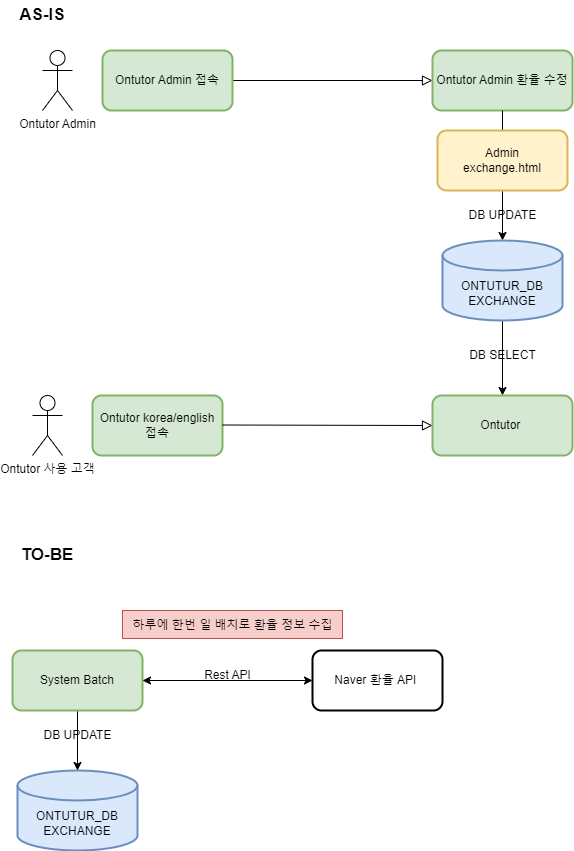 AS-IS
Ontutor Admin 접속
Ontutor Admin 환율 수정
Ontutor Admin
Admin
exchange.html
DB UPDATE
ONTUTUR_DB
EXCHANGE
DB SELECT
Ontutor korea/english
접속
Ontutor
Ontutor 사용 고객
TO-BE
하루에 한번 일 배치로 환율 정보 수집
System Batch
Rest API
Naver 환율 API
DB UPDATE
ONTUTUR_DB
EXCHANGE